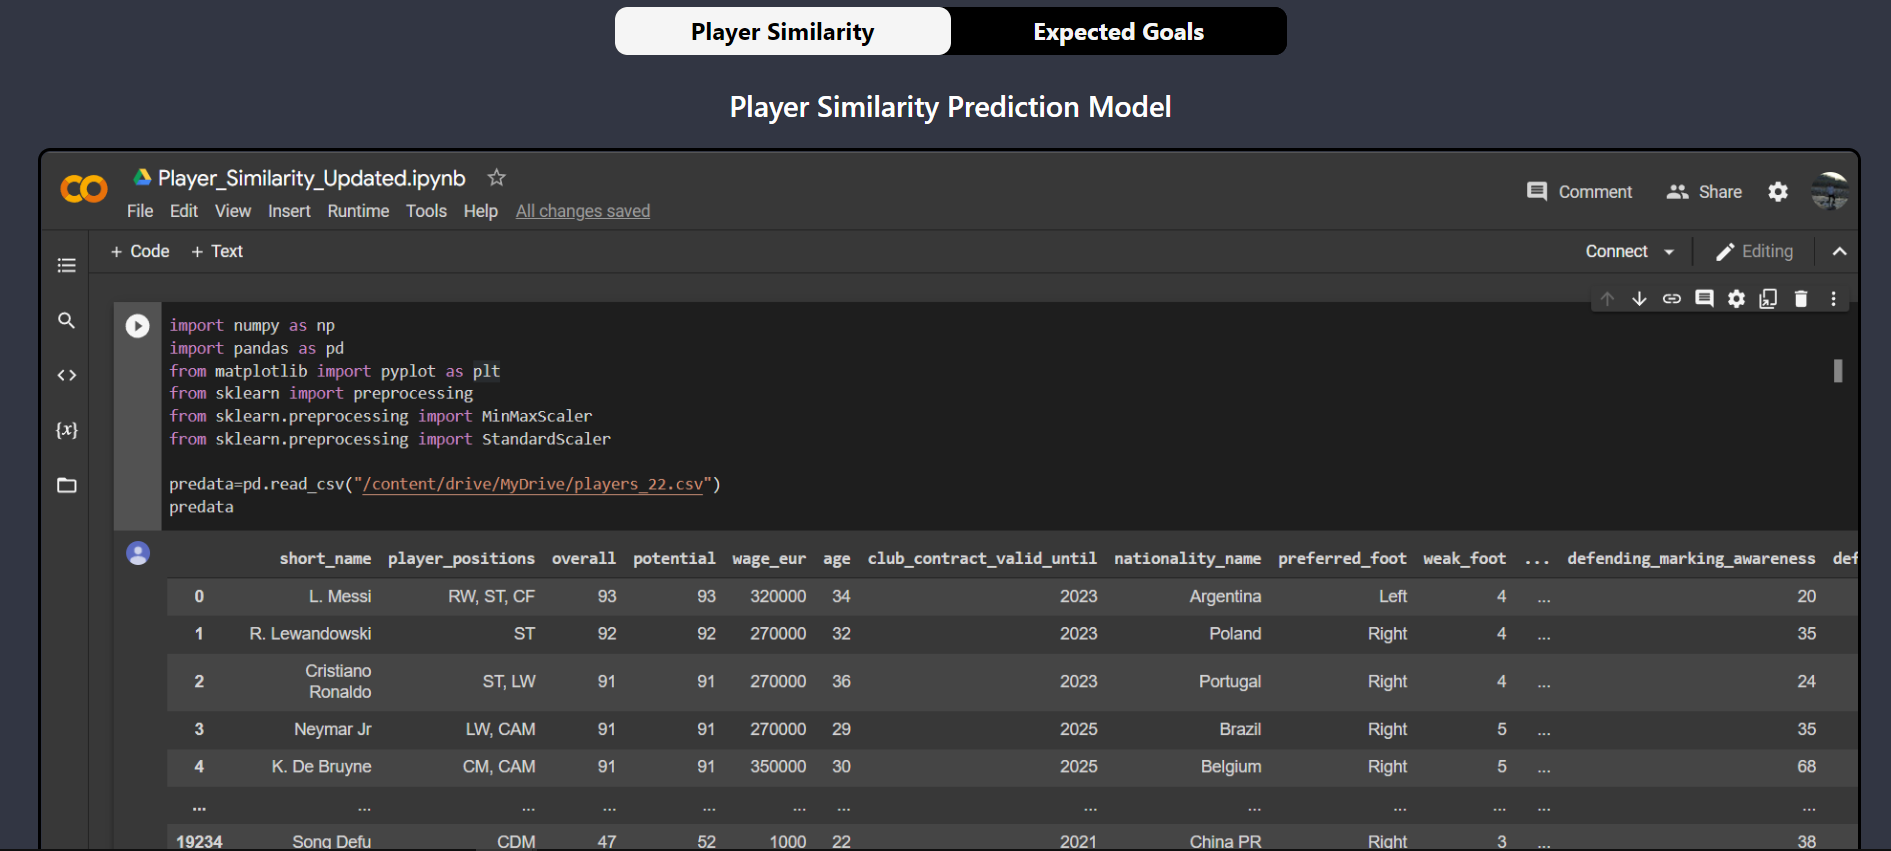 Player Similarity Expected Goals
Player Similarity Prediction Model
Player_Similarity_Updated.ipynb
Comment Share
File Edit View Insert Runtime Tools Help All changes saved
+ Code + Text Connect Editing
import numpy as np
import pandas as pd
from matplotlib import pyplot as plt
from sklearn import preprocessing
from sklearn.preprocessing import MinMaxScaler
from sklearn.preprocessing import StandardScaler
predata=pd.read_csv("/content/drive/MyDrive/players_22.csv")
predata
short_name player_positions overall potential wage_eur age club_contract_valid_until nationality_name preferred_foot weak_foot ... defending_marking_awareness def
0 L. Messi RW, ST, CF 93 93 320000 34 2023 Argentina Left 4 ... 20
1 R. Lewandowski ST 92 92 270000 32 2023 Poland Right 4 ... 35
2 Cristiano Ronaldo ST, LW 91 91 270000 36 2023 Portugal Right 4 ... 24
3 Neymar Jr LW, CAM 91 91 270000 29 2025 Brazil Right 5 ... 35
4 K. De Bruyne CM, CAM 91 91 350000 30 2025 Belgium Right 5 ... 68
... ... ... ... ... ... ... ... ... ... ... ... ...
19234 Song Defu CDM 47 52 1000 22 2021 China PR Right 3 ... 38